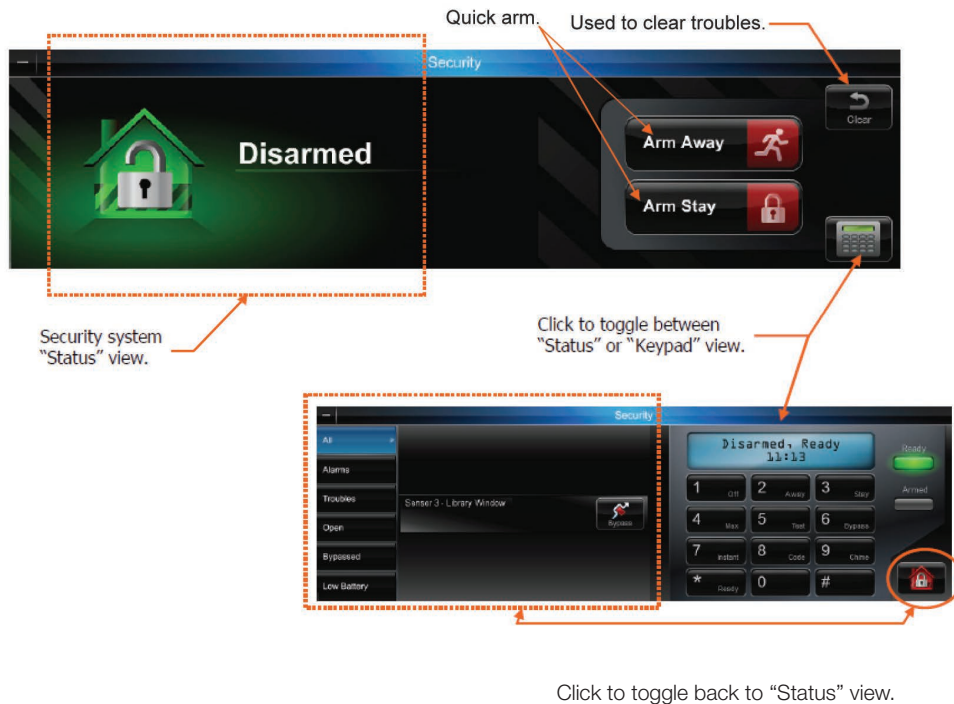 Quick arm.
Used to clear troubles.
Security
Clear
Arm Away
Disarmed
Arm Stay
Security system
"Status" view.
Click to toggle between
"Status" or "Keypad" view.
Security
All
Alarms
Troubles
Open
Bypassed
Low Battery
Senser 3 - Library Window
Bypass
Disarmed, Ready
11:13
Ready
Armed
1 Off 2 Away 3 Stay
4 Max 5 Test 6 Bypass
7 Instant 8 Code 9 Chime
* Ready 0 #
Click to toggle back to “Status” view.